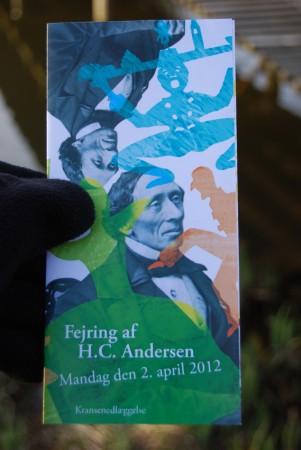 Fejring af
H.C. Andersen
Mandag den 2. april 2012
Kransenedlæggelse